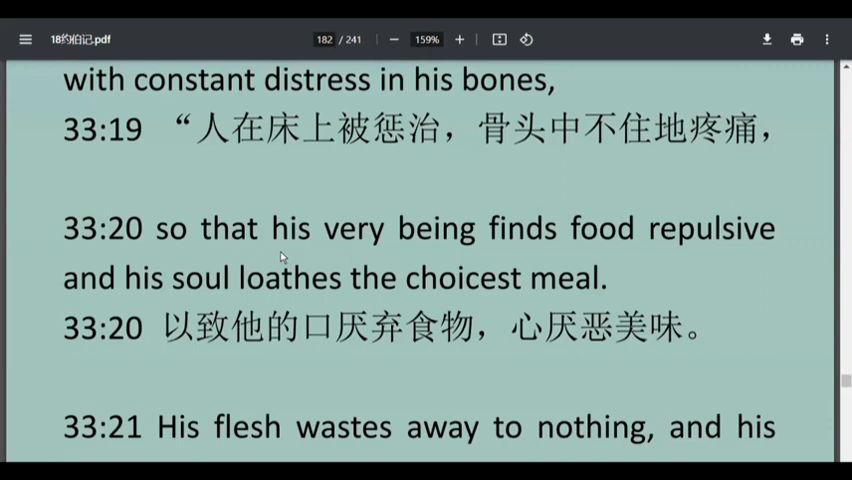 18约伯记.pdf
182 / 241
159%
with constant distress in his bones,
33:19 “人在床上被惩治，骨头中不住地疼痛，
33:20 so that his very being finds food repulsive
and his soul loathes the choicest meal.
33:20 以致他的口厌弃食物，心厌恶美味。
33:21 His flesh wastes away to nothing, and his